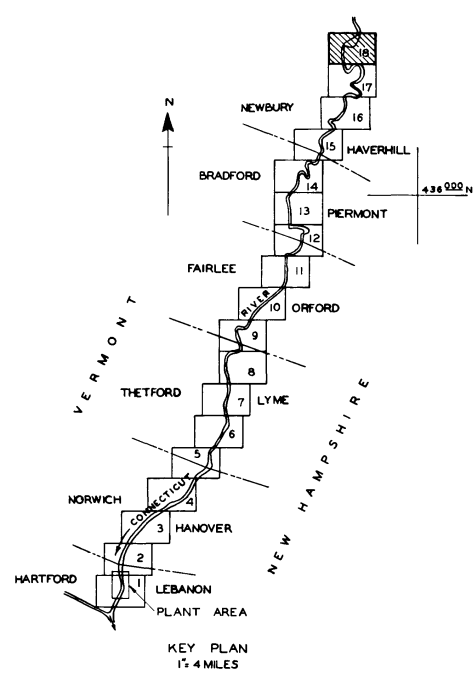 18
17
N
NEWBURY
16
15
HAVERHILL
BRADFORD
14
436000 N
13
PIERMONT
12
FAIRLEE
11
RIVER
10
ORFORD
9
VERMONT
8
THETFORD
7
LYME
6
NEW HAMPSHIRE
5
NORWICH
CONNECTICUT
4
3
HANOVER
2
HARTFORD
1
LEBANON
PLANT AREA
KEY PLAN
1"= 4 MILES